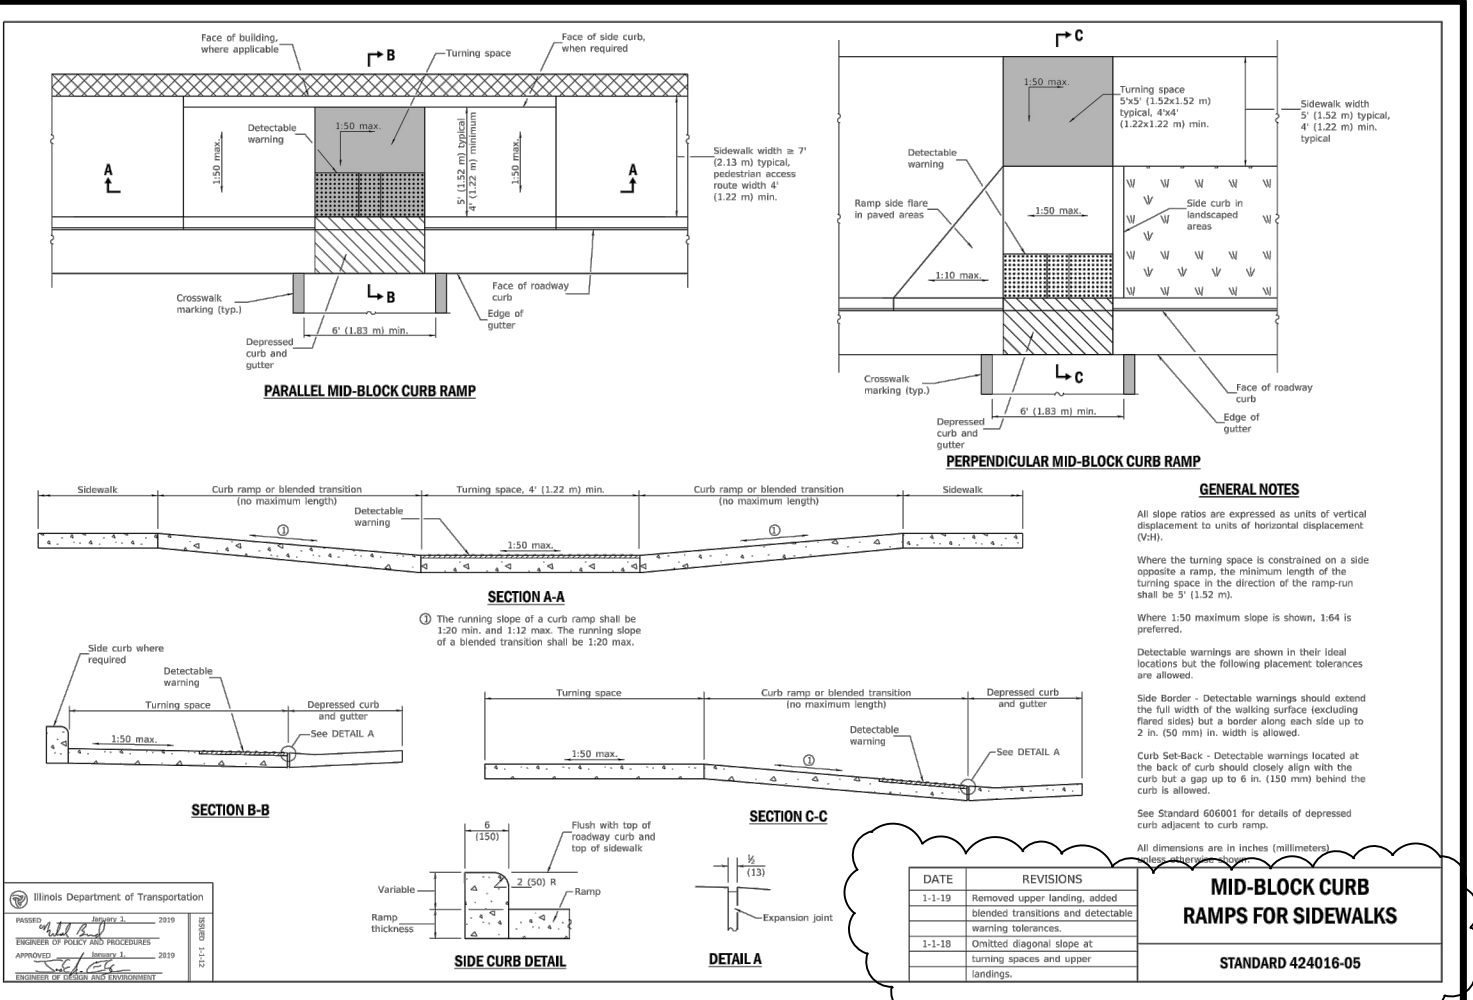 Face of building,
where applicable
B
Turning space
Face of side curb,
when required
Detectable
warning
1:50 max.
1:50 max.
5' (1.52 m) typical
4' (1.22 m) minimum
1:50 max.
A
A
Sidewalk width ≥ 7'
(2.13 m) typical,
pedestrian access
route width 4'
(1.22 m) min.
Crosswalk
marking (typ.)
B
Face of roadway
curb
Edge of
gutter
6' (1.83 m) min.
Depressed
curb and
gutter
PARALLEL MID-BLOCK CURB RAMP
C
1:50 max.
Turning space
5'x5' (1.52x1.52 m)
typical, 4'x4'
(1.22x1.22 m) min.
Sidewalk width
5' (1.52 m) typical,
4' (1.22 m) min.
typical
Detectable
warning
Ramp side flare
in paved areas
1:50 max.
Side curb in
landscaped
areas
1:10 max.
Crosswalk
marking (typ.)
C
Face of roadway
curb
6' (1.83 m) min.
Edge of
gutter
Depressed
curb and
gutter
PERPENDICULAR MID-BLOCK CURB RAMP
Sidewalk
Curb ramp or blended transition
(no maximum length)
Turning space, 4' (1.22 m) min.
Curb ramp or blended transition
(no maximum length)
Sidewalk
Detectable
warning
1
1:50 max.
1
SECTION A-A
1 The running slope of a curb ramp shall be
1:20 min. and 1:12 max. The running slope
of a blended transition shall be 1:20 max.
GENERAL NOTES
All slope ratios are expressed as units of vertical
displacement to units of horizontal displacement
(V:H).
Where the turning space is constrained on a side
opposite a ramp, the minimum length of the
turning space in the direction of the ramp-run
shall be 5' (1.52 m).
Where 1:50 maximum slope is shown, 1:64 is
preferred.
Detectable warnings are shown in their ideal
locations but the following placement tolerances
are allowed.
Side Border - Detectable warnings should extend
the full width of the walking surface (excluding
flared sides) but a border along each side up to
2 in. (50 mm) in. width is allowed.
Curb Set-Back - Detectable warnings located at
the back of curb should closely align with the
curb but a gap up to 6 in. (150 mm) behind the
curb is allowed.
See Standard 606001 for details of depressed
curb adjacent to curb ramp.
All dimensions are in inches (millimeters)
unless otherwise shown.
Side curb where
required
Detectable
warning
Turning space
Depressed curb
and gutter
See DETAIL A
1:50 max.
SECTION B-B
Turning space
Curb ramp or blended transition
(no maximum length)
Depressed curb
and gutter
Detectable
warning
See DETAIL A
1:50 max.
1
SECTION C-C
6
(150)
Flush with top of
roadway curb and
top of sidewalk
2 (50) R
Variable
Ramp
Ramp
thickness
SIDE CURB DETAIL
½
(13)
Expansion joint
DETAIL A
Illinois Department of Transportation
PASSED January 1, 2019
ENGINEER OF POLICY AND PROCEDURES
APPROVED January 1, 2019
ENGINEER OF DESIGN AND ENVIRONMENT
ISSUED 1-1-12
DATE REVISIONS
1-1-19 Removed upper landing, added
blended transitions and detectable
warning tolerances.
1-1-18 Omitted diagonal slope at
turning spaces and upper
landings.
MID-BLOCK CURB
RAMPS FOR SIDEWALKS
STANDARD 424016-05